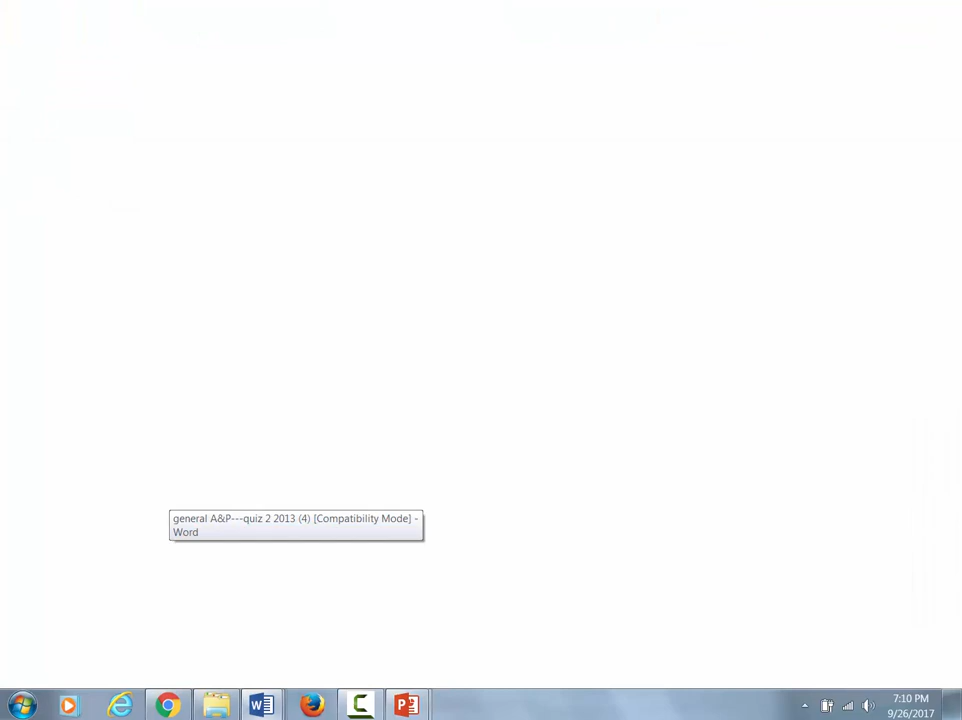 general A&P---quiz 2 2013 (4) [Compatibility Mode] -
Word
7:10 PM
9/26/2017